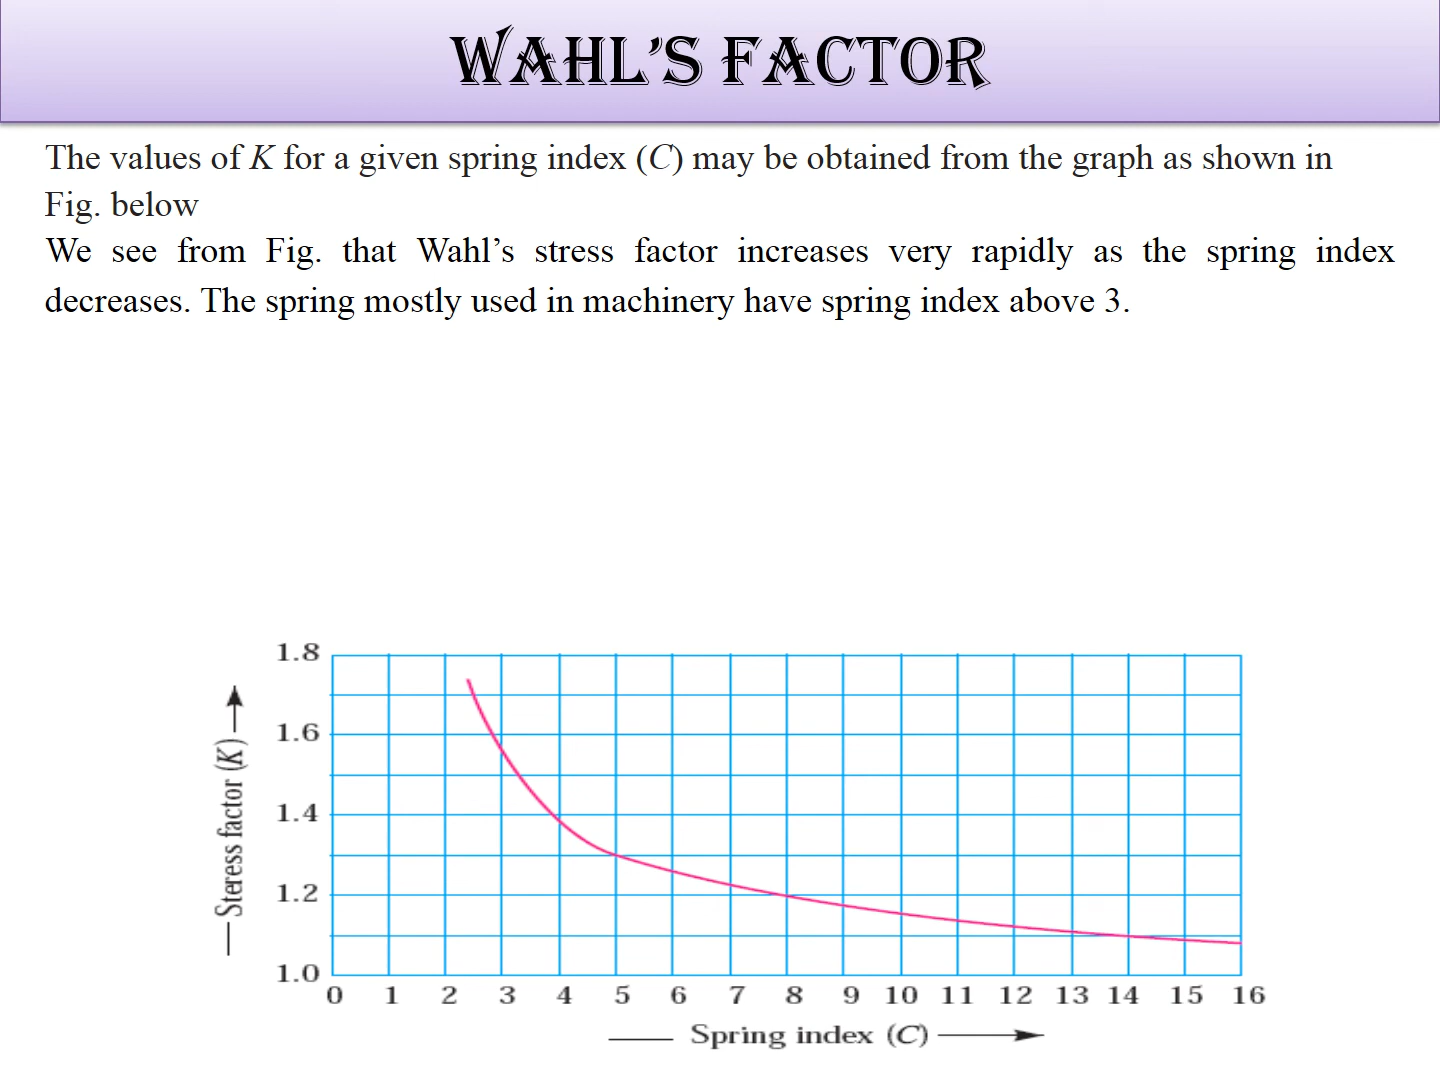 WAHL'S FACTOR
The values of K for a given spring index (C) may be obtained from the graph as shown in
Fig. below
We see from Fig. that Wahl's stress factor increases very rapidly as the spring index
decreases. The spring mostly used in machinery have spring index above 3.
1.8
1.6
1.4
1.2
1.0
Steress factor (K)
0 1 2 3 4 5 6 7 8 9 10 11 12 13 14 15 16
Spring index (C)